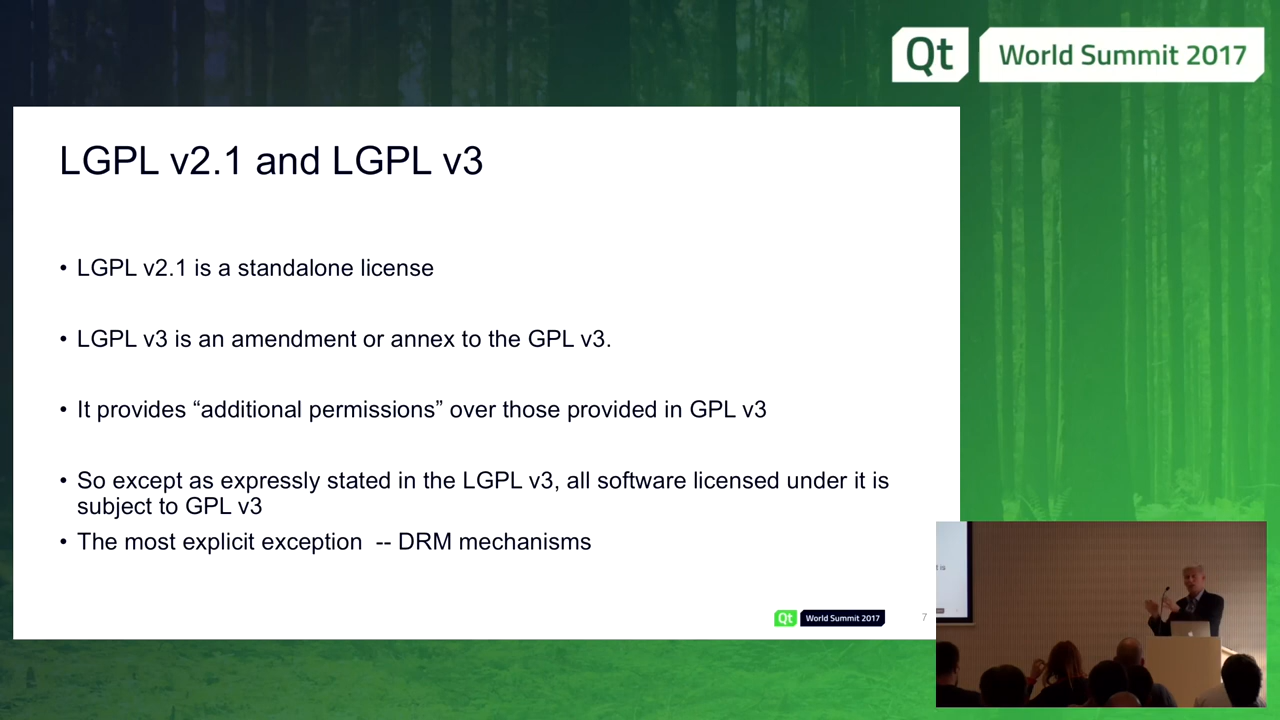 Qt World Summit 2017
LGPL v2.1 and LGPL v3
• LGPL v2.1 is a standalone license
• LGPL v3 is an amendment or annex to the GPL v3.
• It provides “additional permissions” over those provided in GPL v3
• So except as expressly stated in the LGPL v3, all software licensed under it is
subject to GPL v3
• The most explicit exception -- DRM mechanisms
Qt World Summit 2017
7
is